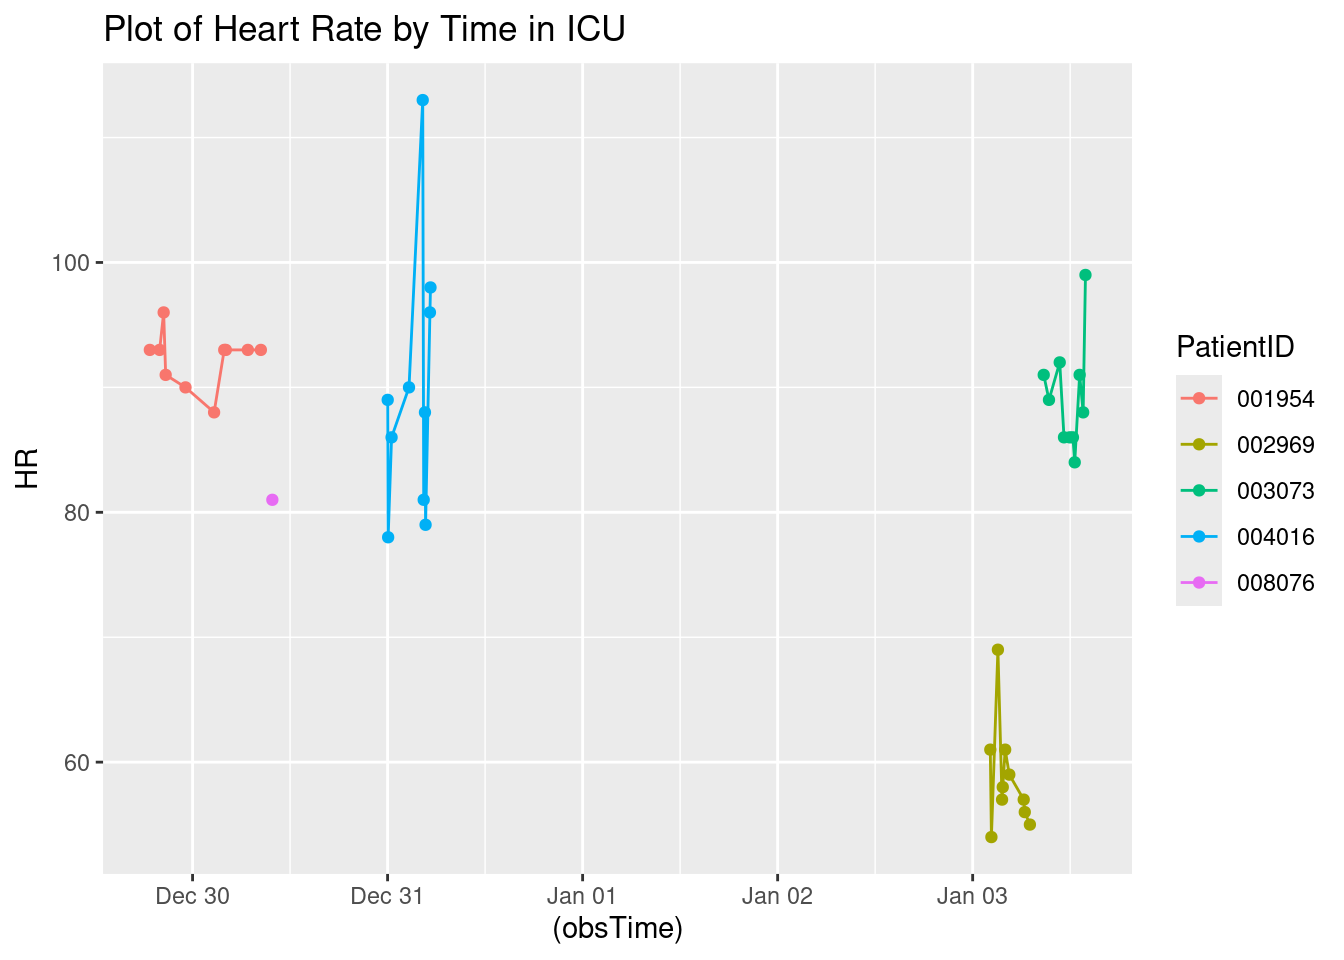 Plot of Heart Rate by Time in ICU
HR
100
80
60
Dec 30 Dec 31 Jan 01 Jan 02 Jan 03
(obsTime)
PatientID
001954
002969
003073
004016
008076